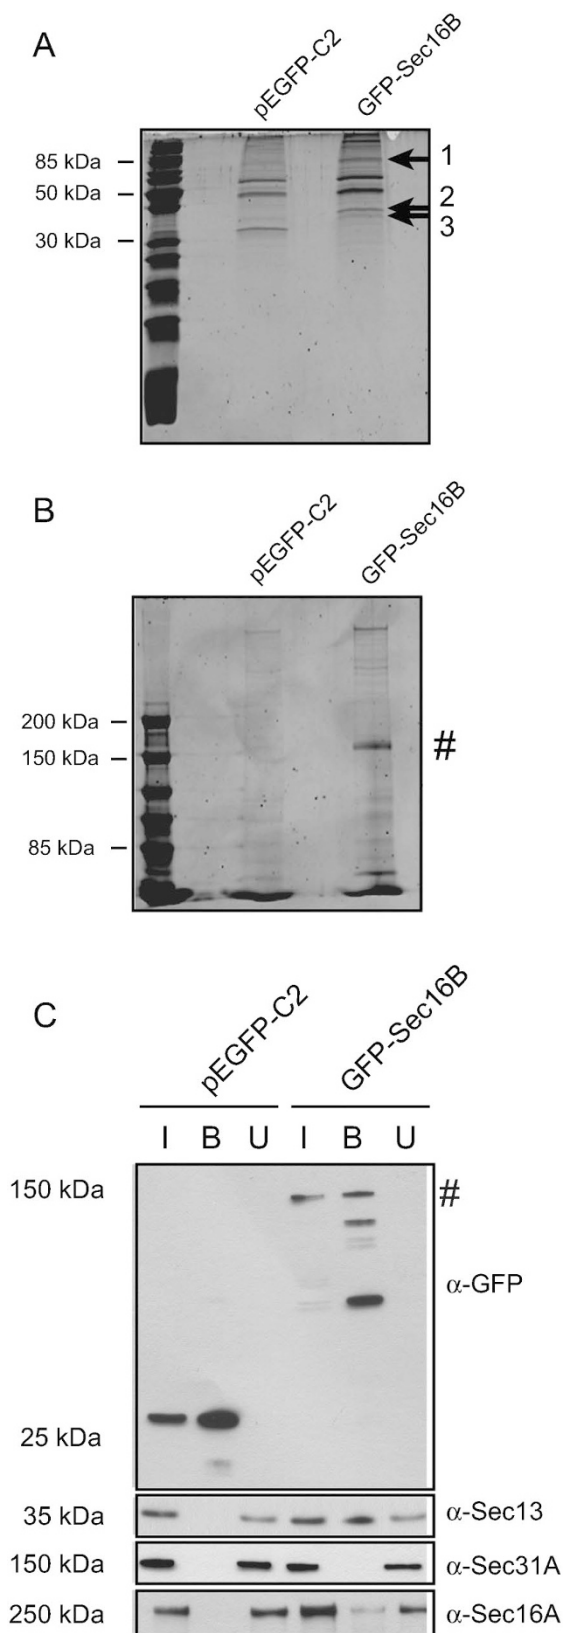 A
pEGFP-C2
GFP-Sec16B
85 kDa
1
50 kDa
2
3
30 kDa
B
pEGFP-C2
GFP-Sec16B
200 kDa
#
150 kDa
85 kDa
C
pEGFP-C2
GFP-Sec16B
I B U I B U
150 kDa
#
α-GFP
25 kDa
35 kDa
α-Sec13
150 kDa
α-Sec31A
250 kDa
α-Sec16A